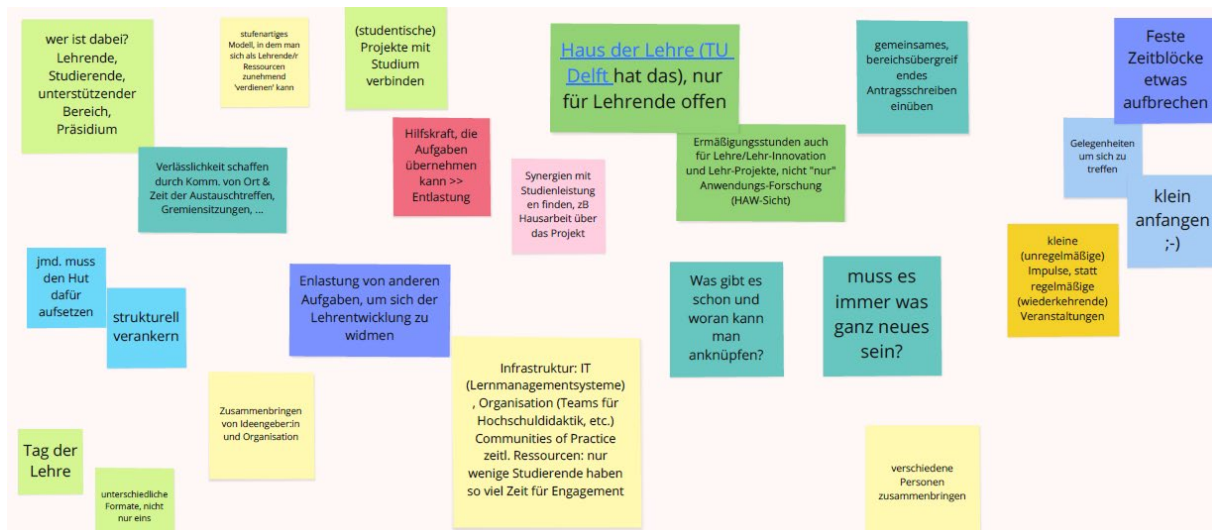 wer ist dabei?
Lehrende,
Studierende,
unterstützender
Bereich,
Präsidium
stufenartiges
Modell, in dem man
sich als Lehrende/r
Ressourcen
zunehmend
'verdienen' kann
(studentische)
Projekte mit
Studium
verbinden
Haus der Lehre (TU
Delft hat das), nur
für Lehrende offen
gemeinsames,
bereichsübergreif
endes
Antragsschreiben
einüben
Feste
Zeitblöcke
etwas
aufbrechen
Verlässlichkeit schaffen
durch Komm. von Ort &
Zeit der Austauschtreffen,
Gremiensitzungen, ...
Hilfskraft, die
Aufgaben
übernehmen
kann >>
Entlastung
Synergien mit
Studienleistung
en finden, zB
Hausarbeit über
das Projekt
Ermäßigungsstunden auch
für Lehre/Lehr-Innovation
und Lehr-Projekte, nicht "nur"
Anwendungs-Forschung
(HAW-Sicht)
Gelegenheiten
um sich zu
treffen
klein
anfangen
;-)
jmd. muss
den Hut
dafür
aufsetzen
strukturell
verankern
Enlastung von anderen
Aufgaben, um sich der
Lehrentwicklung zu
widmen
Was gibt es
schon und
woran kann
man
anknüpfen?
muss es
immer was
ganz neues
sein?
kleine
(unregelmäßige)
Impulse, statt
regelmäßige
(wiederkehrende)
Veranstaltungen
Infrastruktur: IT
(Lernmanagementsysteme)
, Organisation (Teams für
Hochschuldidaktik, etc.)
Communities of Practice
zeitl. Ressourcen: nur
wenige Studierende haben
so viel Zeit für Engagement
Zusammenbringen
von Ideengeber:in
und Organisation
Tag der
Lehre
unterschiedliche
Formate, nicht
nur eins
verschiedene
Personen
zusammenbringen